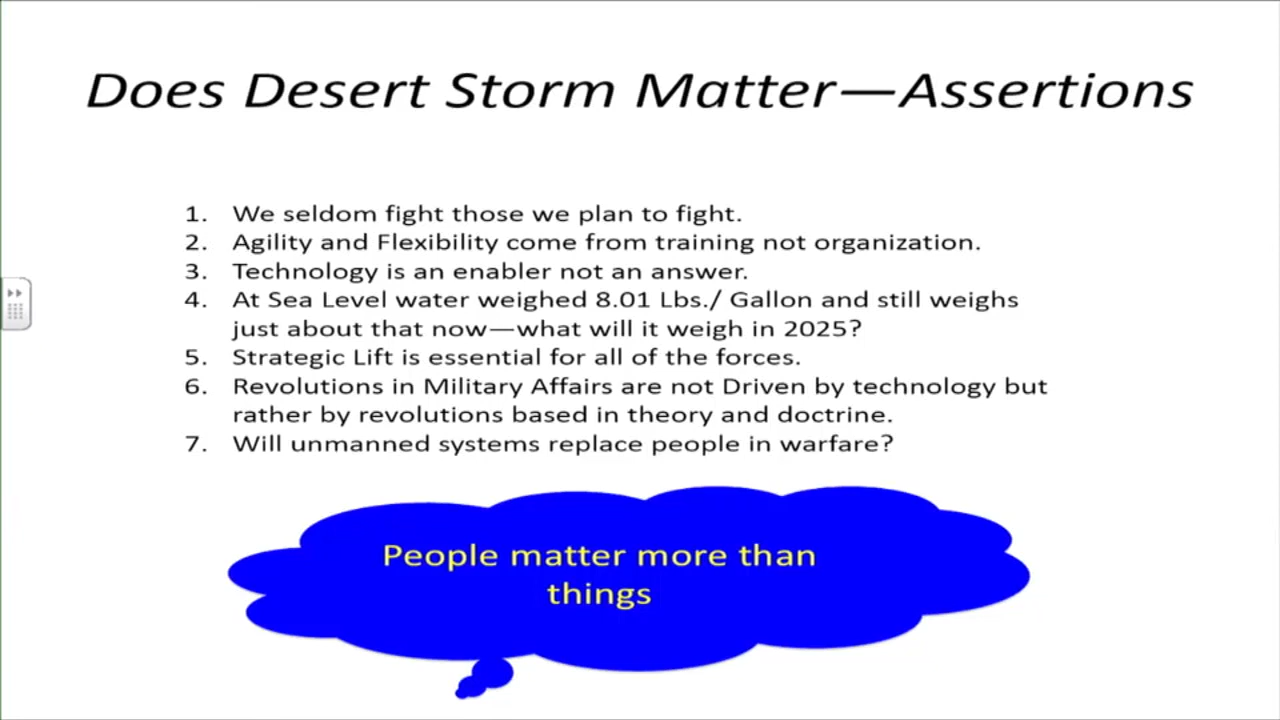 Does Desert Storm Matter—Assertions
1. We seldom fight those we plan to fight.
2. Agility and Flexibility come from training not organization.
3. Technology is an enabler not an answer.
4. At Sea Level water weighed 8.01 Lbs./ Gallon and still weighs
just about that now—what will it weigh in 2025?
5. Strategic Lift is essential for all of the forces.
6. Revolutions in Military Affairs are not Driven by technology but
rather by revolutions based in theory and doctrine.
7. Will unmanned systems replace people in warfare?
People matter more than
things